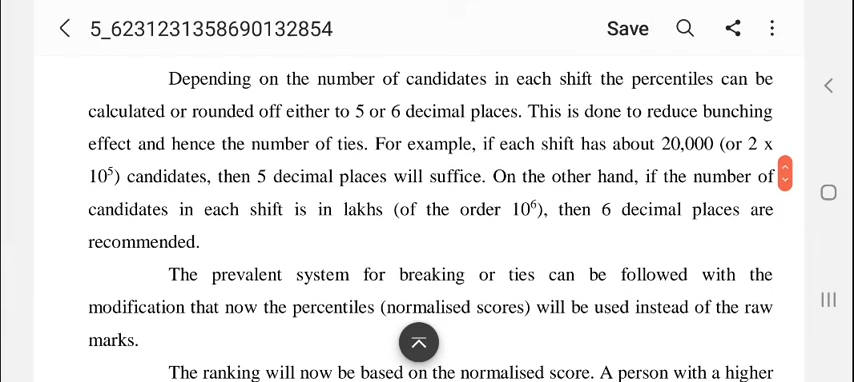 5_6231231358690132854
Save
Depending on the number of candidates in each shift the percentiles can be
calculated or rounded off either to 5 or 6 decimal places. This is done to reduce bunching
effect and hence the number of ties. For example, if each shift has about 20,000 (or 2 x
10⁵) candidates, then 5 decimal places will suffice. On the other hand, if the number of
candidates in each shift is in lakhs (of the order 10⁶), then 6 decimal places are
recommended.
The prevalent system for breaking or ties can be followed with the
modification that now the percentiles (normalised scores) will be used instead of the raw
marks.
The ranking will now be based on the normalised score. A person with a higher